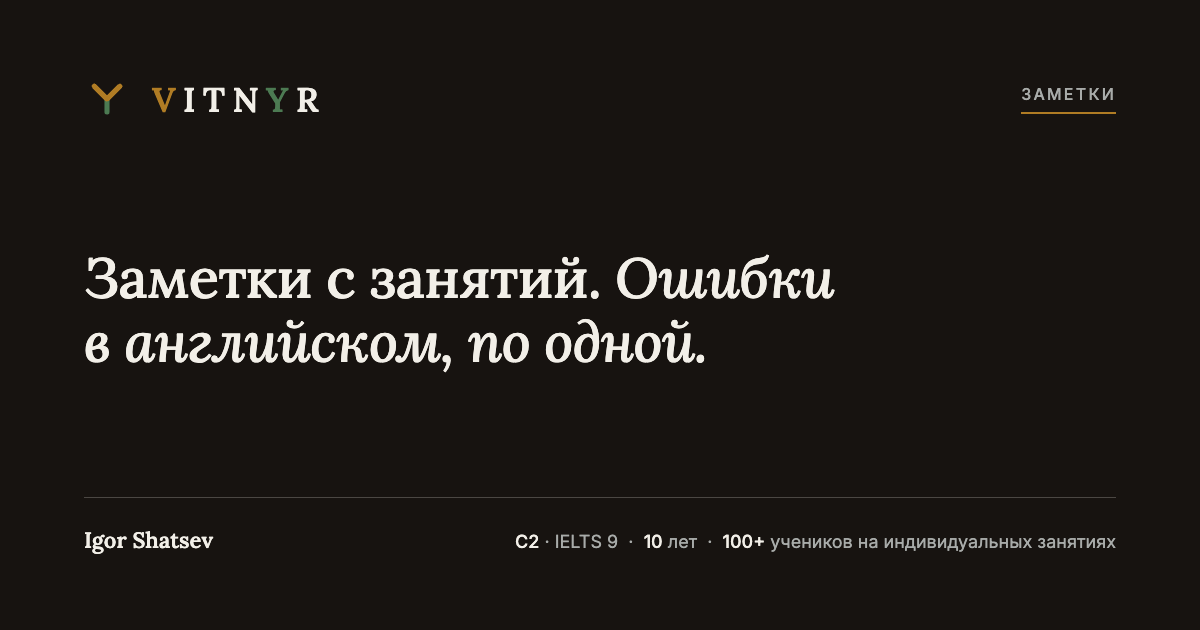 VITNYR
ЗАМЕТКИ
Заметки с занятий. Ошибки
в английском, по одной.
Igor Shatsev
C2 · IELTS 9 · 10 лет · 100+ учеников на индивидуальных занятиях